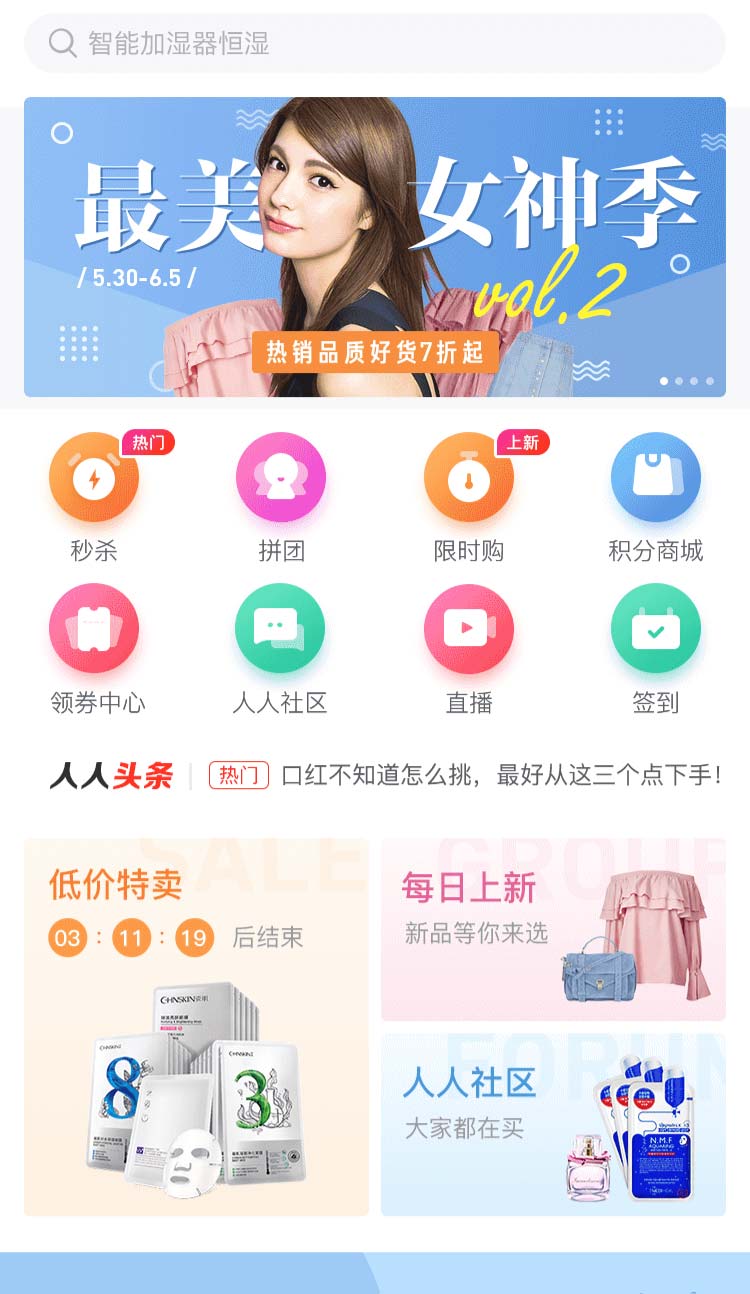 智能加湿器恒湿
最美女神季
/ 5.30-6.5 /
vol.2
热销品质好货7折起
热门
上新
秒杀 拼团 限时购 积分商城
领券中心 人人社区 直播 签到
人人头条 | 热门 口红不知道怎么挑，最好从这三个点下手！
SALE
低价特卖
03 : 11 : 19 后结束
GROUP
每日上新
新品等你来选
FORUN
人人社区
大家都在买
8
3
N.M.F
AQUARING